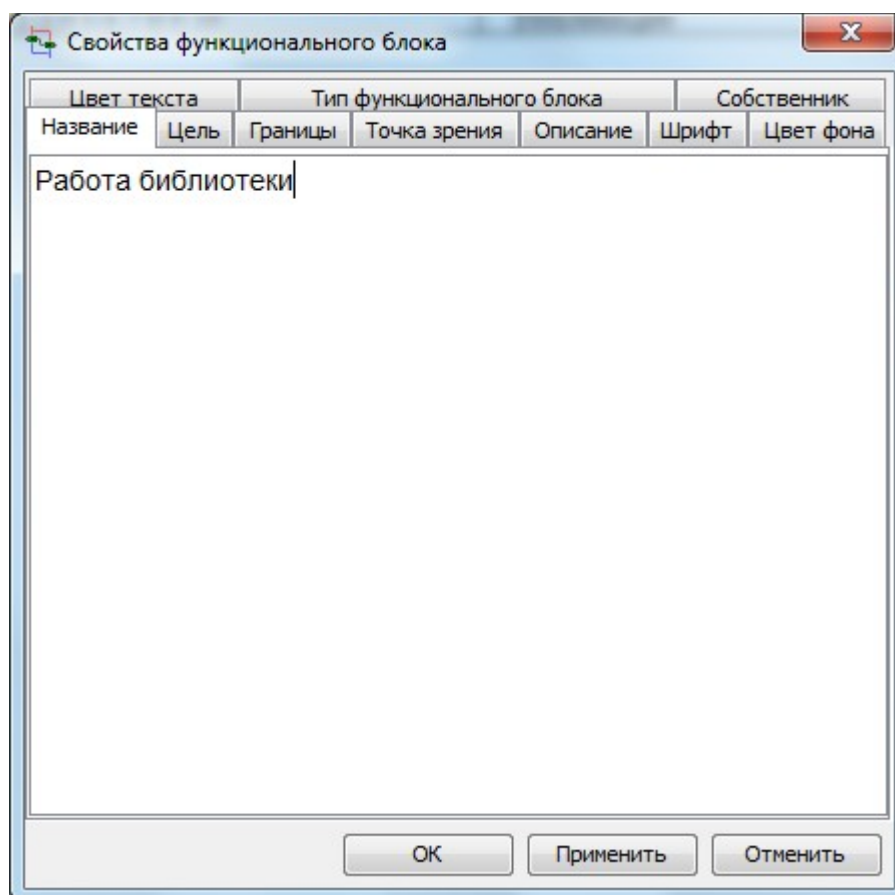 Свойства функционального блока
Цвет текста Тип функционального блока Собственник
Название Цель Границы Точка зрения Описание Шрифт Цвет фона
Работа библиотеки
ОК Применить Отменить